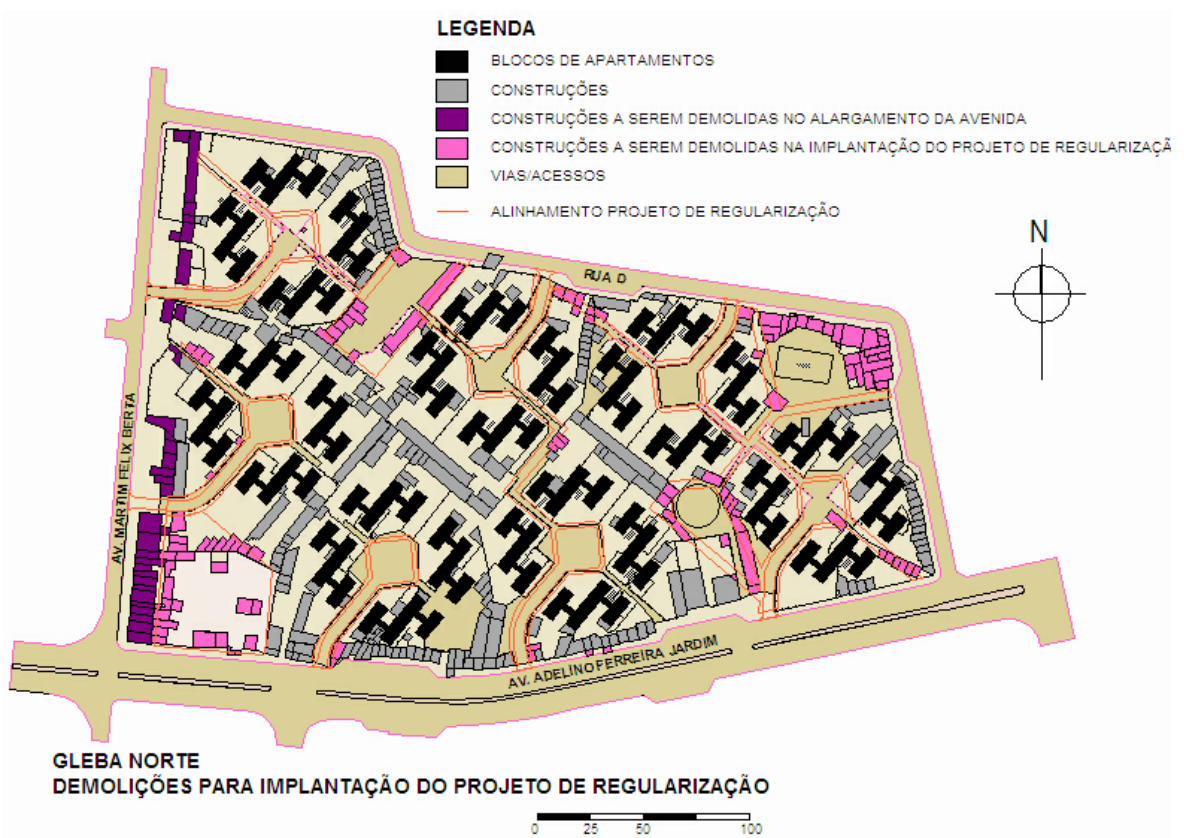 LEGENDA
BLOCOS DE APARTAMENTOS
CONSTRUÇÕES
CONSTRUÇÕES A SEREM DEMOLIDAS NO ALARGAMENTO DA AVENIDA
CONSTRUÇÕES A SEREM DEMOLIDAS NA IMPLANTAÇÃO DO PROJETO DE REGULARIZAÇÃ
VIAS/ACESSOS
ALINHAMENTO PROJETO DE REGULARIZAÇÃO
N
RUA D
AV. MARTIM FELIX BERTA
AV. ADELINO FERREIRA JARDIM
GLEBA NORTE
DEMOLIÇÕES PARA IMPLANTAÇÃO DO PROJETO DE REGULARIZAÇÃO
0 25 50 100